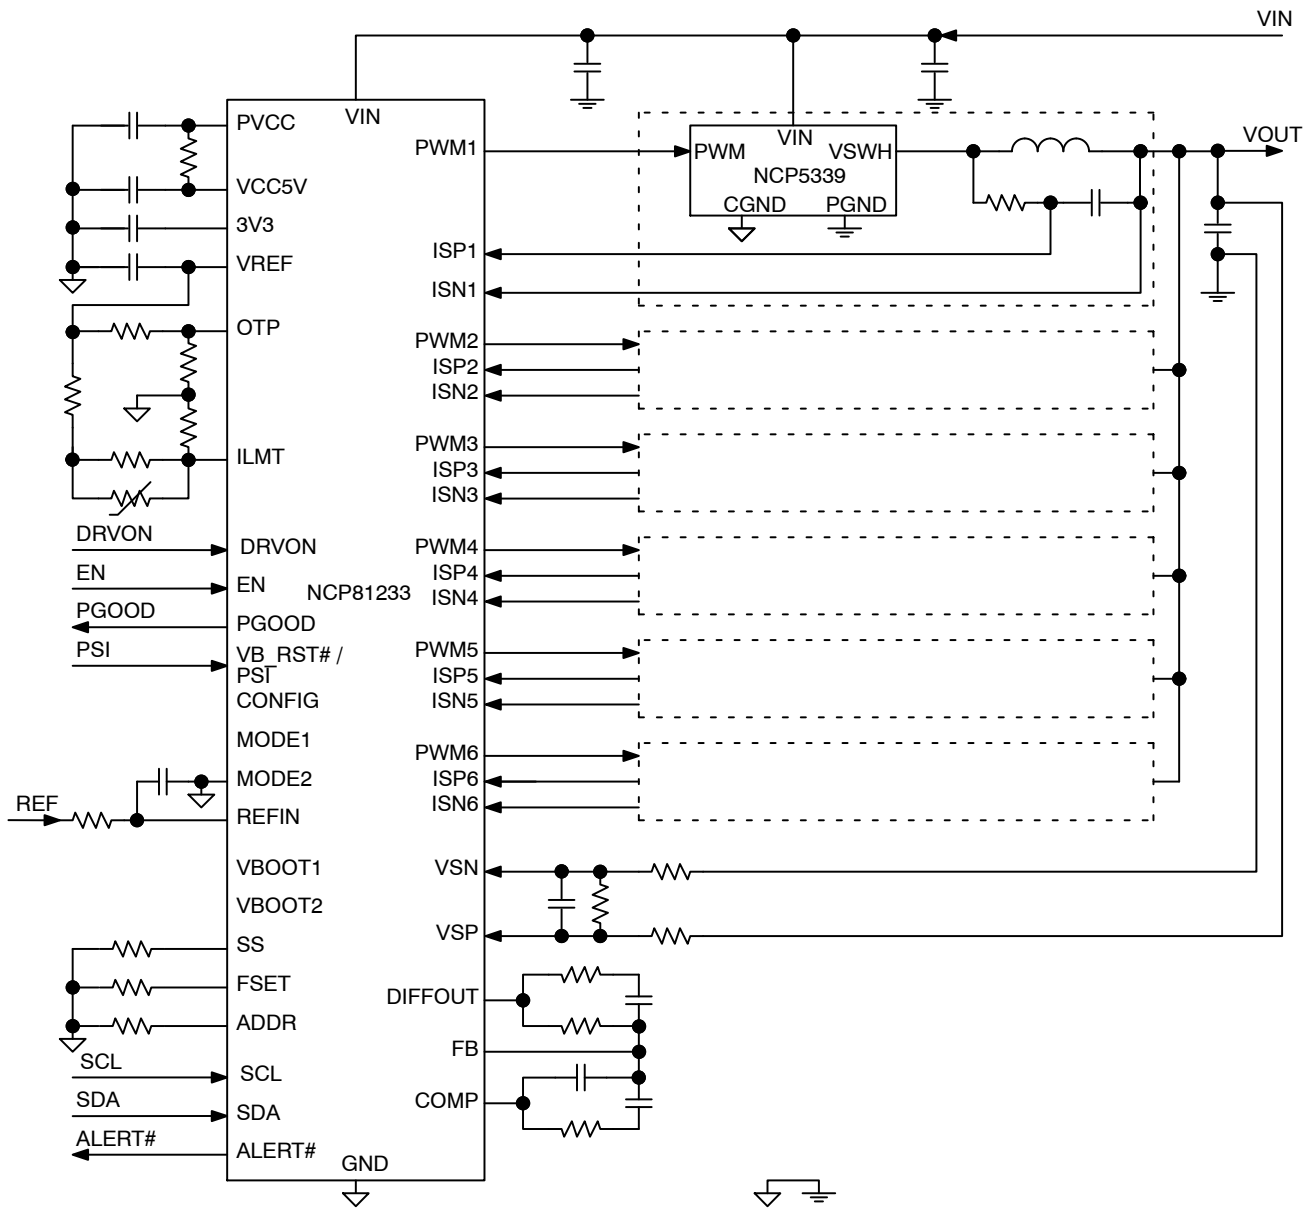 VIN
VIN
PVCC
VCC5V
3V3
VREF
OTP
ILMT
DRVON
DRVON
EN
EN
PGOOD
PGOOD
PSI
VB_RST# /
PSI
CONFIG
MODE1
MODE2
REF
REFIN
VBOOT1
VBOOT2
SS
FSET
ADDR
SCL
SCL
SDA
SDA
ALERT#
ALERT#
GND
NCP81233
PWM1
ISP1
ISN1
PWM2
ISP2
ISN2
PWM3
ISP3
ISN3
PWM4
ISP4
ISN4
PWM5
ISP5
ISN5
PWM6
ISP6
ISN6
VSN
VSP
DIFFOUT
FB
COMP
VIN
PWM
VSWH
NCP5339
CGND
PGND
VOUT